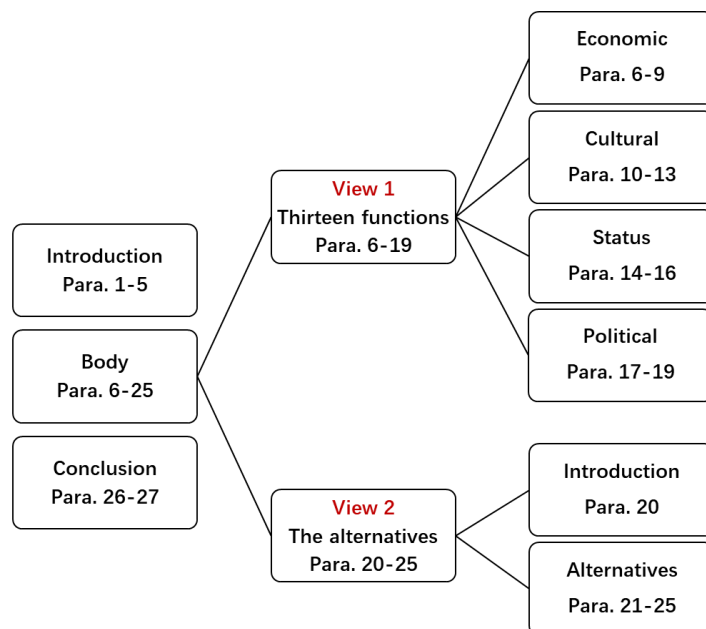 Introduction
Para. 1-5
Body
Para. 6-25
Conclusion
Para. 26-27
View 1
Thirteen functions
Para. 6-19
View 2
The alternatives
Para. 20-25
Economic
Para. 6-9
Cultural
Para. 10-13
Status
Para. 14-16
Political
Para. 17-19
Introduction
Para. 20
Alternatives
Para. 21-25